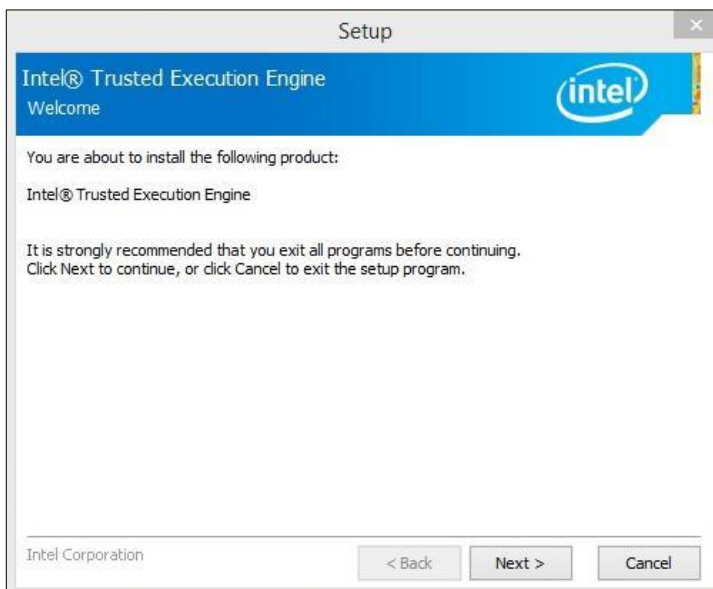 Setup
Intel® Trusted Execution Engine
Welcome
intel
You are about to install the following product:
Intel® Trusted Execution Engine
It is strongly recommended that you exit all programs before continuing.
Click Next to continue, or click Cancel to exit the setup program.
Intel Corporation
< Back
Next >
Cancel